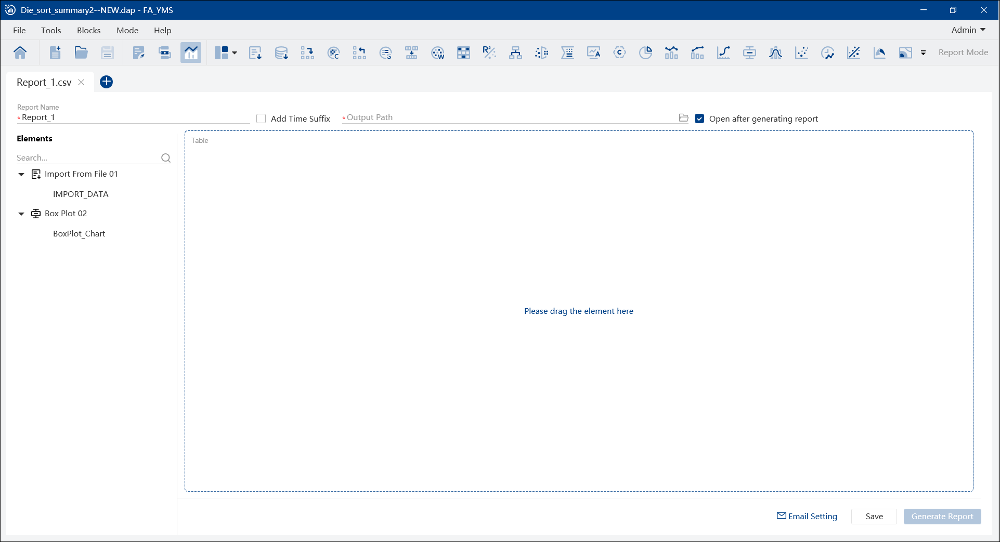 Die_sort_summary2--NEW.dap - FA_YMS
File Tools Blocks Mode Help
Admin
Report Mode
Report_1.csv
Report Name
*Report_1
Add Time Suffix
*Output Path
Open after generating report
Elements
Search...
Import From File 01
IMPORT_DATA
Box Plot 02
BoxPlot_Chart
Table
Please drag the element here
Email Setting
Save
Generate Report